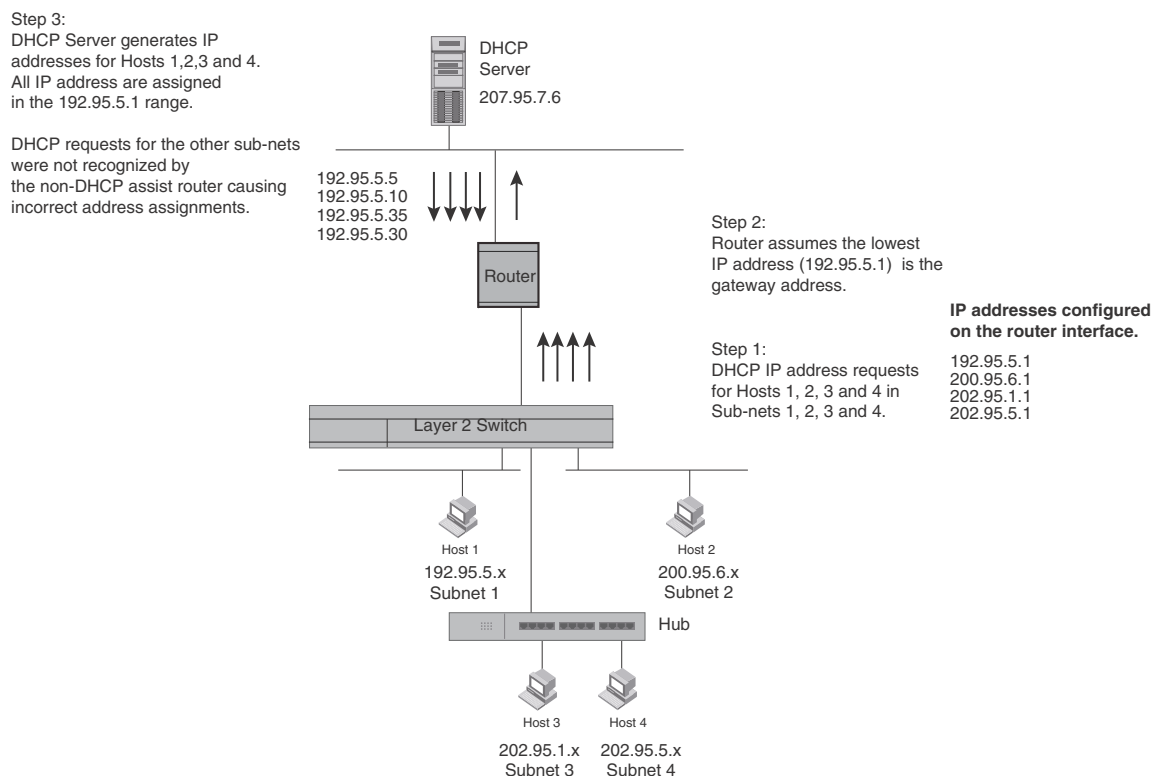 Step 3:
DHCP Server generates IP
addresses for Hosts 1,2,3 and 4.
All IP address are assigned
in the 192.95.5.1 range.
DHCP requests for the other sub-nets
were not recognized by
the non-DHCP assist router causing
incorrect address assignments.
DHCP
Server
207.95.7.6
192.95.5.5
192.95.5.10
192.95.5.35
192.95.5.30
Router
Step 2:
Router assumes the lowest
IP address (192.95.5.1) is the
gateway address.
IP addresses configured
on the router interface.
192.95.5.1
200.95.6.1
202.95.1.1
202.95.5.1
Step 1:
DHCP IP address requests
for Hosts 1, 2, 3 and 4 in
Sub-nets 1, 2, 3 and 4.
Layer 2 Switch
Host 1
192.95.5.x
Subnet 1
Host 2
200.95.6.x
Subnet 2
Hub
Host 3
202.95.1.x
Subnet 3
Host 4
202.95.5.x
Subnet 4